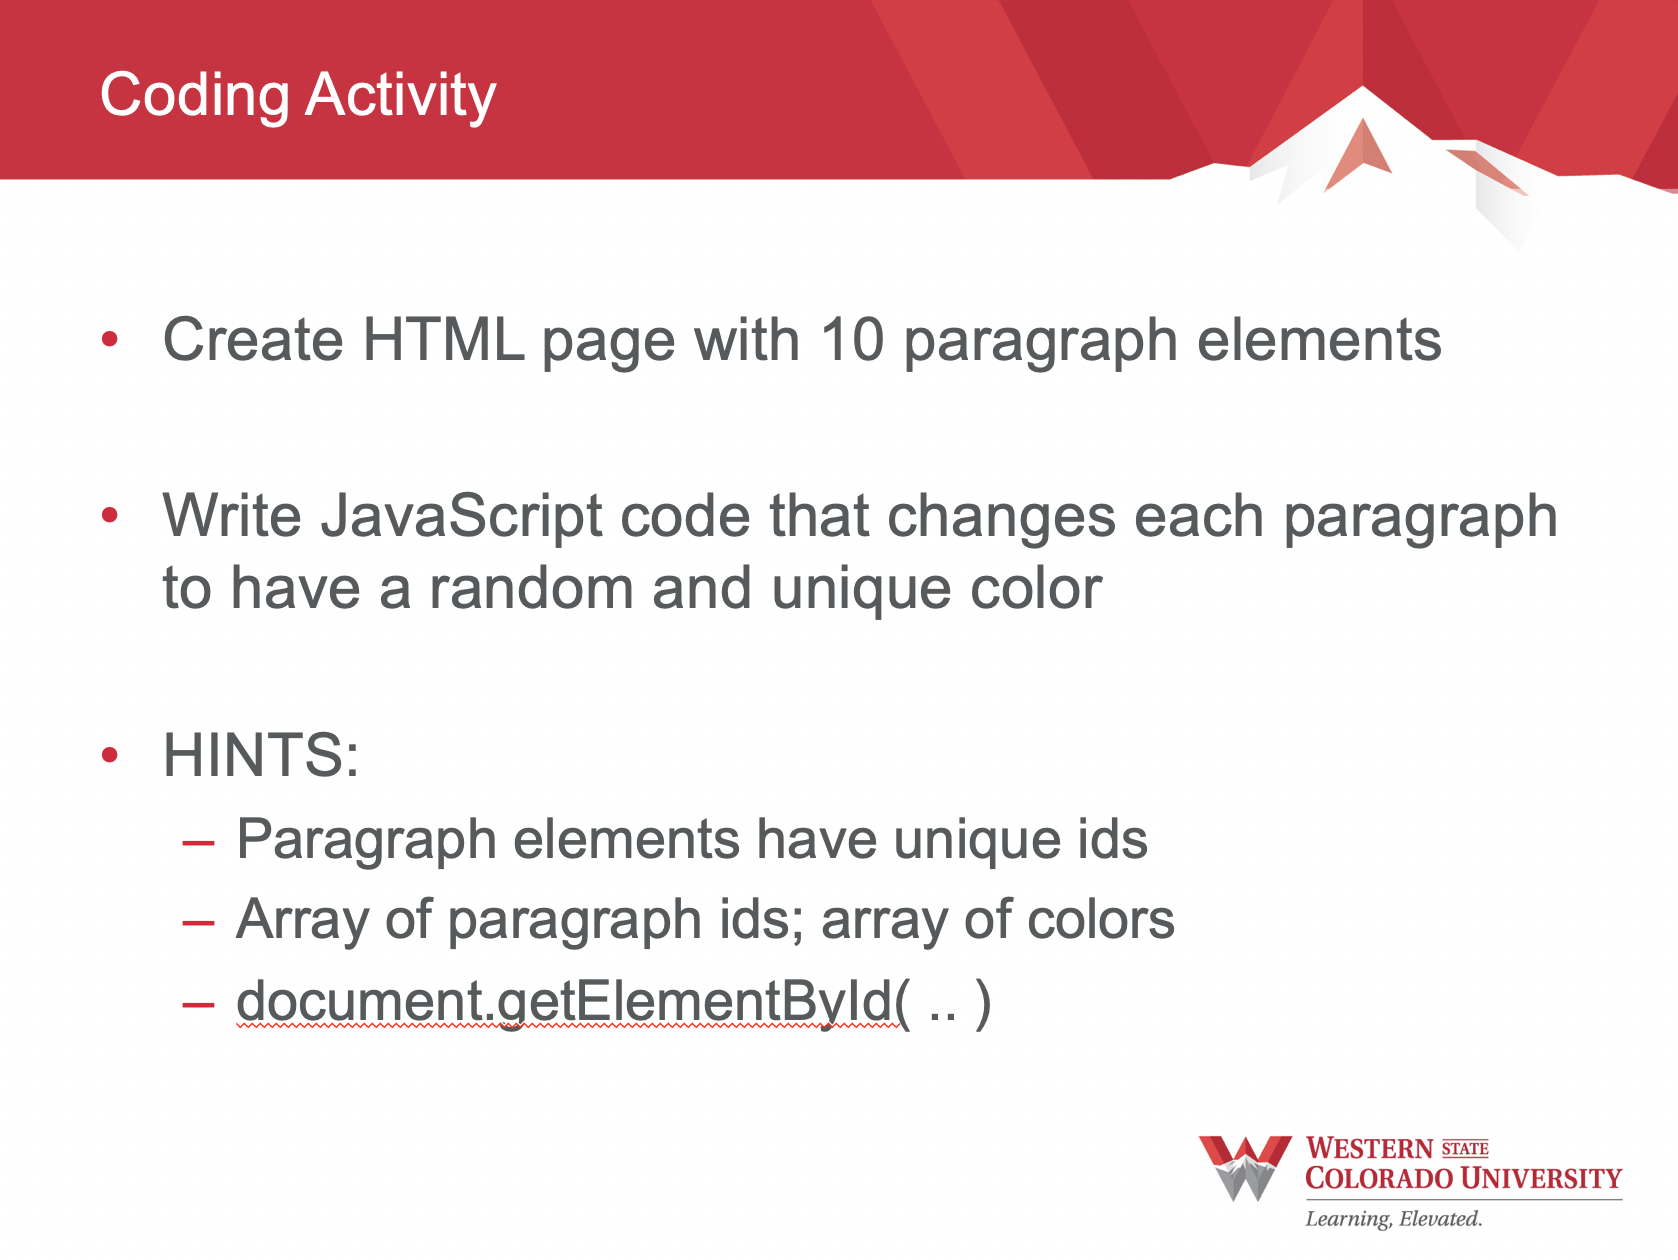 Coding Activity
• Create HTML page with 10 paragraph elements
• Write JavaScript code that changes each paragraph
to have a random and unique color
• HINTS:
– Paragraph elements have unique ids
– Array of paragraph ids; array of colors
– document.getElementById( .. )
WESTERN STATE
COLORADO UNIVERSITY
Learning, Elevated.